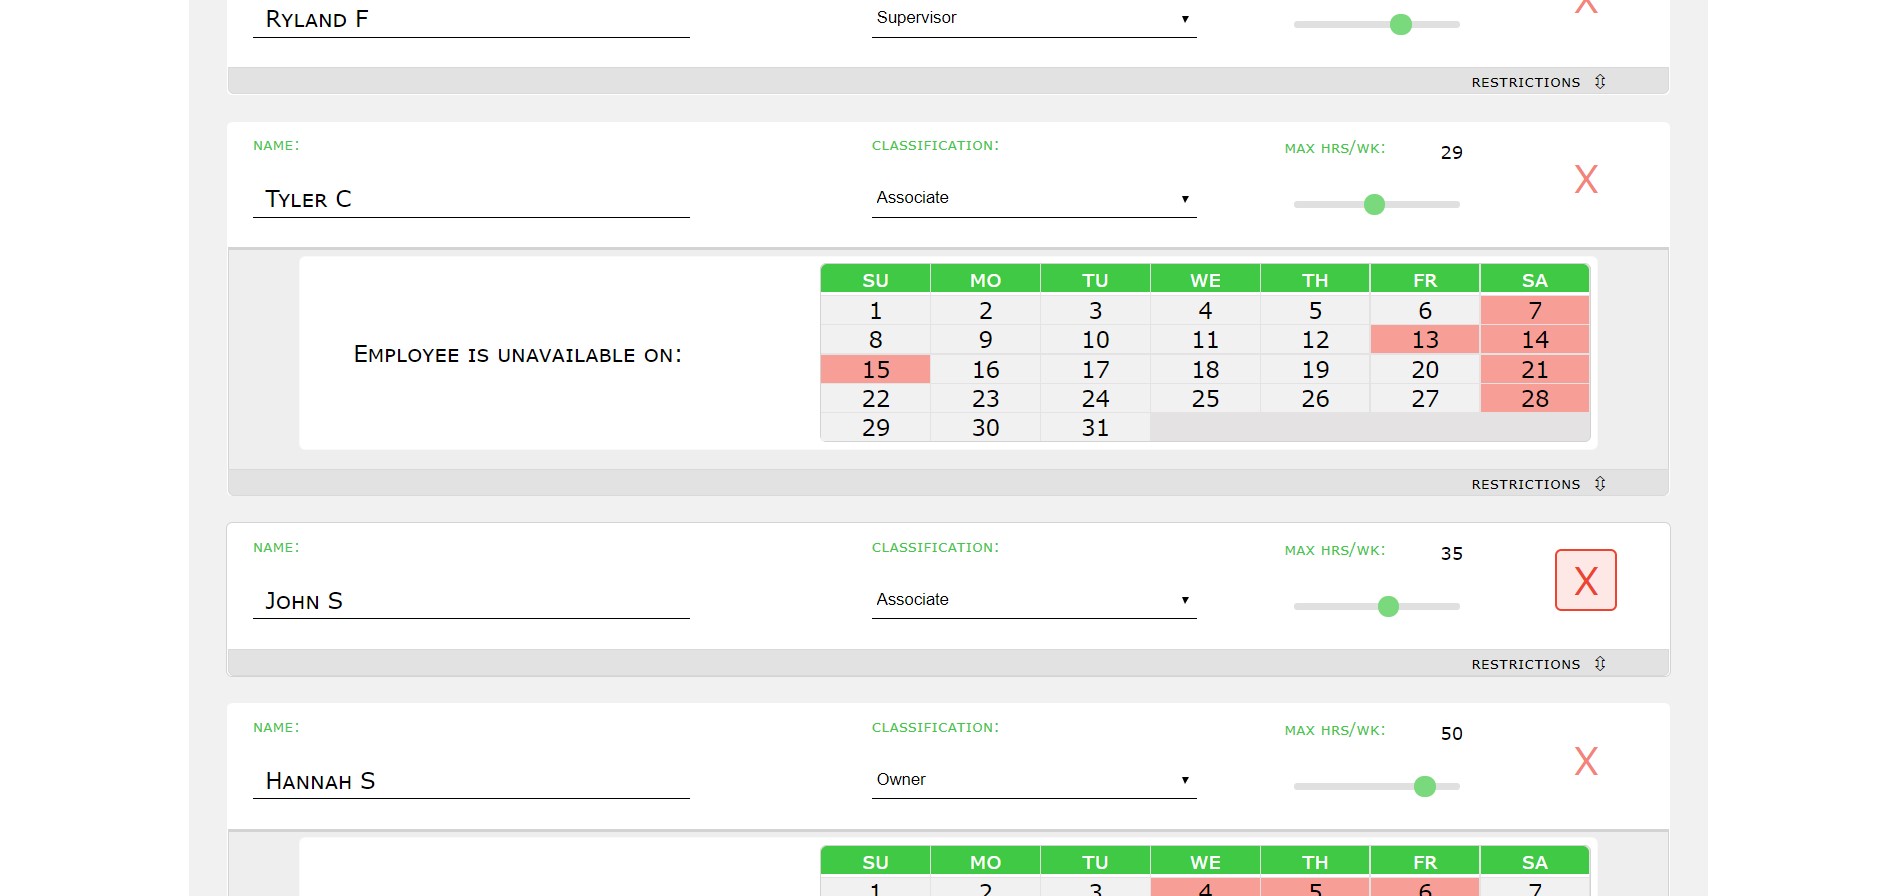 Ryland F Supervisor ▼ X
RESTRICTIONS ⇳
NAME: CLASSIFICATION: MAX HRS/WK: 29
Tyler C Associate ▼ X
SU MO TU WE TH FR SA
1 2 3 4 5 6 7
8 9 10 11 12 13 14
Employee is unavailable on:
15 16 17 18 19 20 21
22 23 24 25 26 27 28
29 30 31
RESTRICTIONS ⇳
NAME: CLASSIFICATION: MAX HRS/WK: 35
John S Associate ▼ X
RESTRICTIONS ⇳
NAME: CLASSIFICATION: MAX HRS/WK: 50
Hannah S Owner ▼ X
SU MO TU WE TH FR SA
1 2 3 4 5 6 7